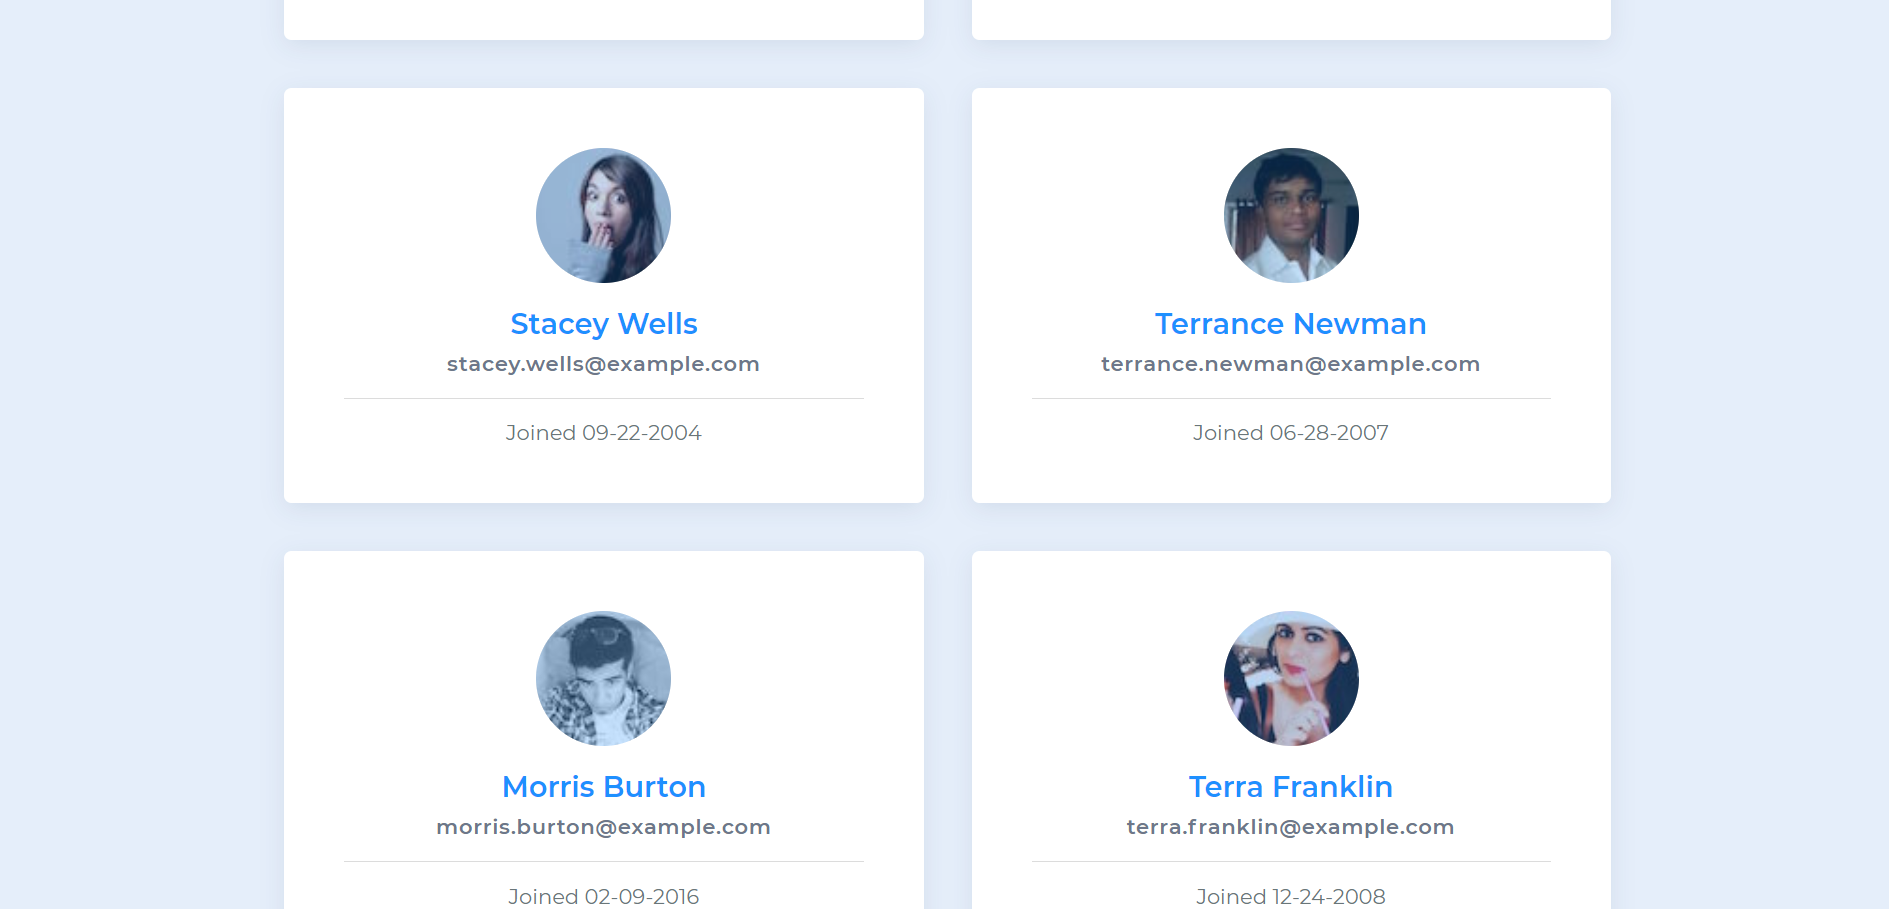 Stacey Wells
stacey.wells@example.com
Joined 09-22-2004
Terrance Newman
terrance.newman@example.com
Joined 06-28-2007
Morris Burton
morris.burton@example.com
Joined 02-09-2016
Terra Franklin
terra.franklin@example.com
Joined 12-24-2008